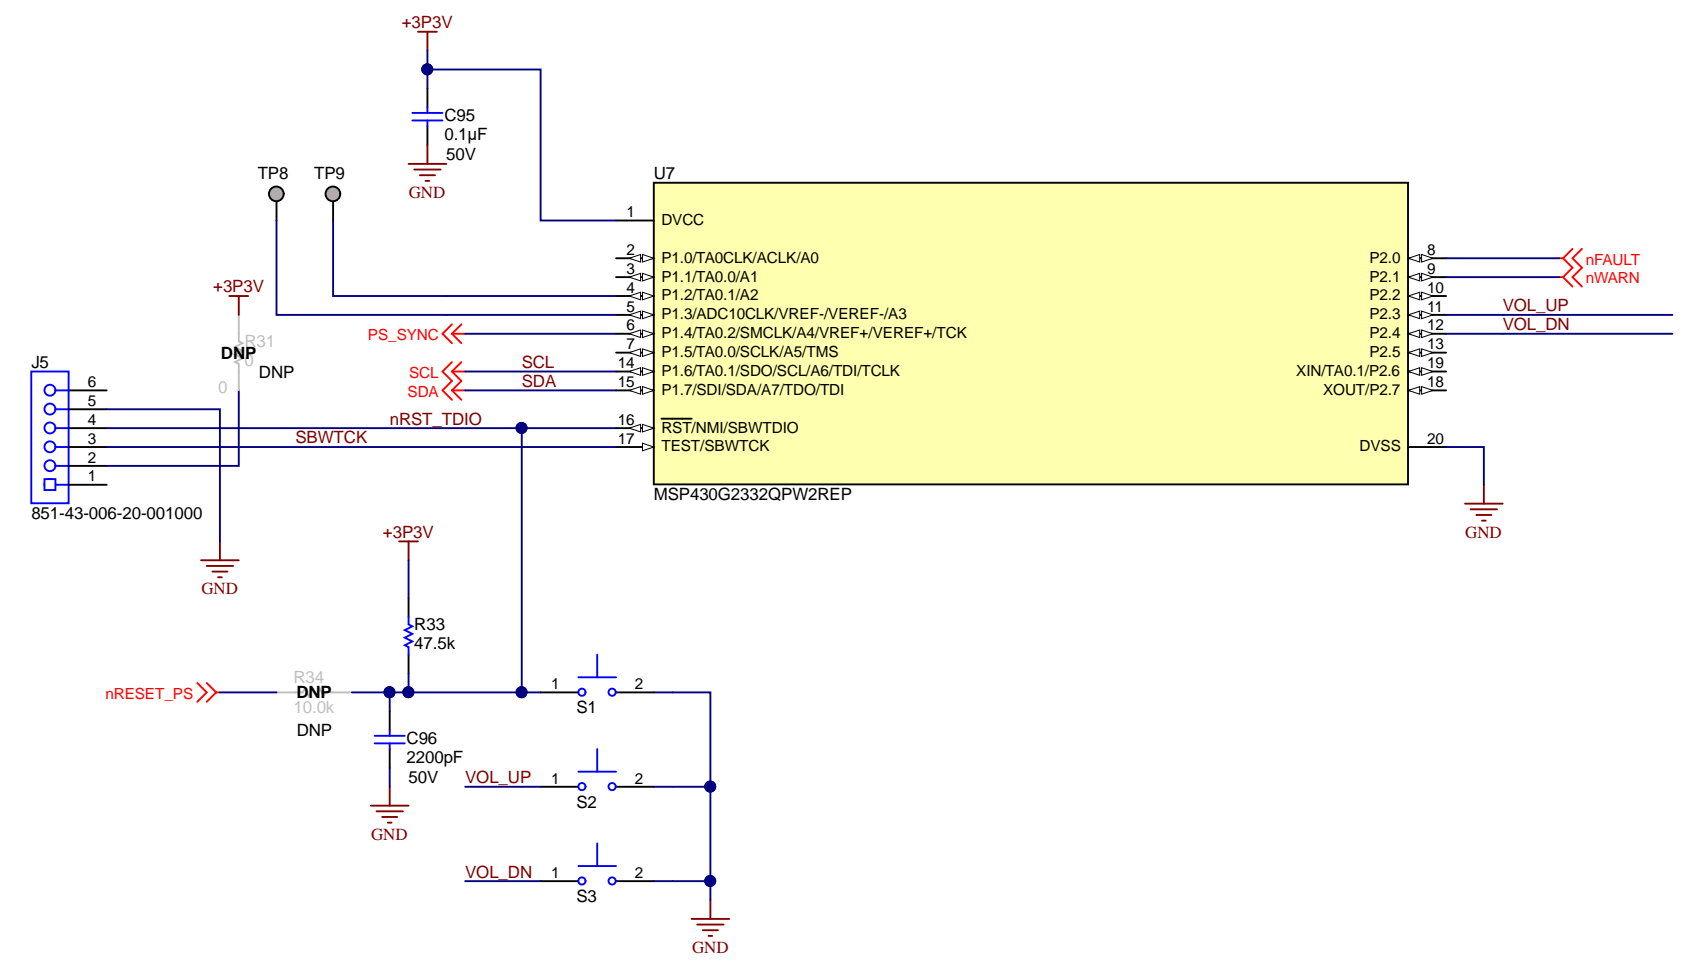 +3P3V
C95
0.1µF
50V
GND
TP8
TP9
U7
1
DVCC
2
P1.0/TA0CLK/ACLK/A0
3
P1.1/TA0.0/A1
4
P1.2/TA0.1/A2
5
P1.3/ADC10CLK/VREF-/VEREF-/A3
PS_SYNC
6
P1.4/TA0.2/SMCLK/A4/VREF+/VEREF+/TCK
7
P1.5/TA0.0/SCLK/A5/TMS
SCL
SCL
14
P1.6/TA0.1/SDO/SCL/A6/TDI/TCLK
SDA
SDA
15
P1.7/SDI/SDA/A7/TDO/TDI
nRST_TDIO
16
RST/NMI/SBWTDIO
SBWTCK
17
TEST/SBWTCK
P2.0
8
nFAULT
P2.1
9
nWARN
P2.2
10
P2.3
11
VOL_UP
P2.4
12
VOL_DN
P2.5
13
XIN/TA0.1/P2.6
19
XOUT/P2.7
18
DVSS
20
GND
MSP430G2332QPW2REP
+3P3V
R31
DNP
0
DNP
0
J5
6
5
4
3
2
1
851-43-006-20-001000
GND
+3P3V
R33
47.5k
nRESET_PS
R34
DNP
10.0k
DNP
C96
2200pF
50V
GND
1
2
S1
VOL_UP
1
2
S2
VOL_DN
1
2
S3
GND